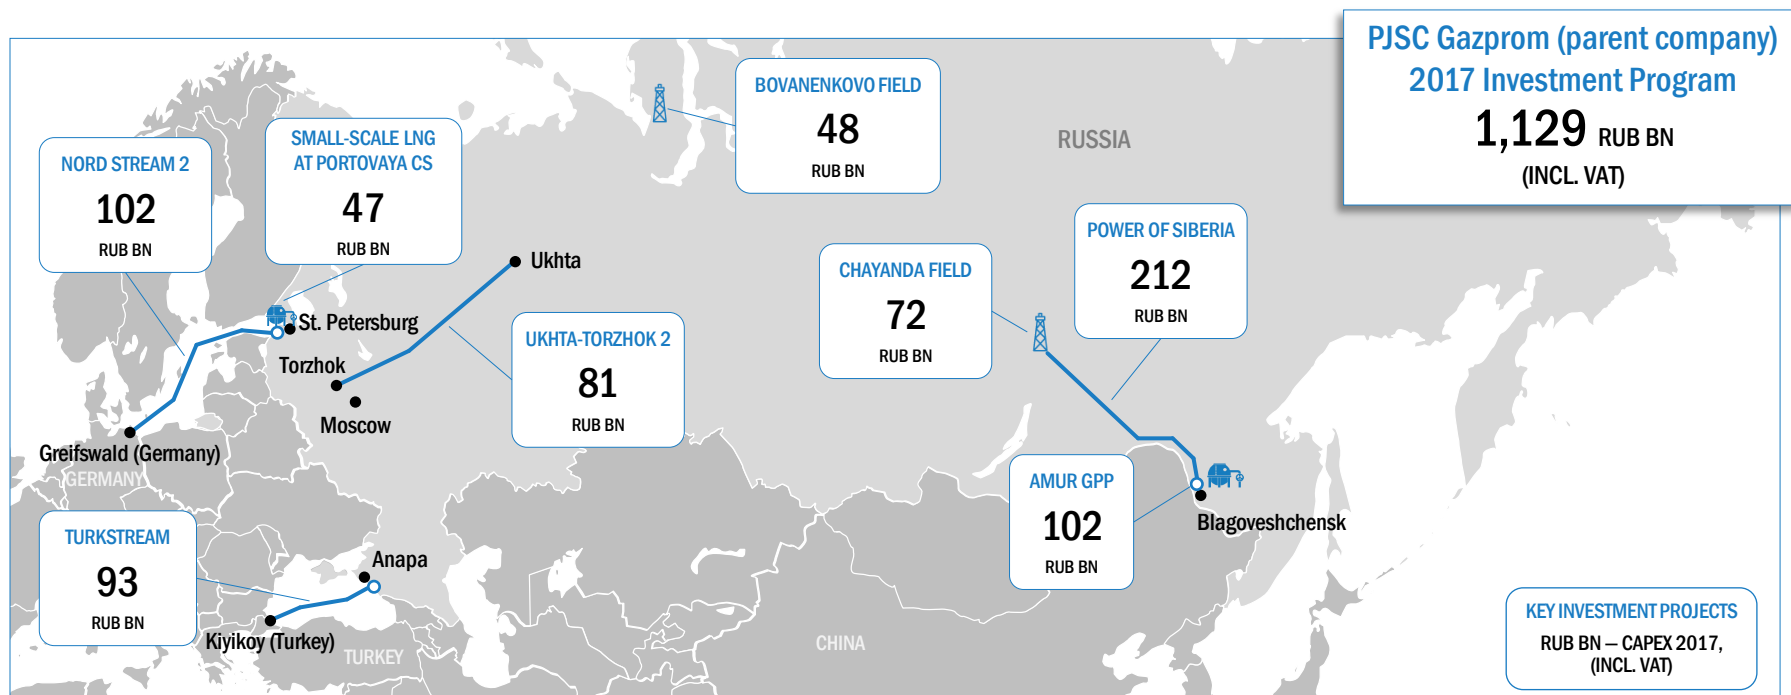 PJSC Gazprom (parent company)
2017 Investment Program
1,129 RUB BN
(INCL. VAT)
BOVANENKOVO FIELD
48
RUB BN
RUSSIA
SMALL-SCALE LNG
AT PORTOVAYA CS
47
RUB BN
NORD STREAM 2
102
RUB BN
POWER OF SIBERIA
212
RUB BN
CHAYANDA FIELD
72
RUB BN
Ukhta
St. Petersburg
UKHTA-TORZHOK 2
81
RUB BN
Torzhok
Moscow
Greifswald (Germany)
GERMANY
AMUR GPP
102
RUB BN
Blagoveshchensk
TURKSTREAM
93
RUB BN
Anapa
Kiyikoy (Turkey)
TURKEY
CHINA
KEY INVESTMENT PROJECTS
RUB BN – CAPEX 2017,
(INCL. VAT)